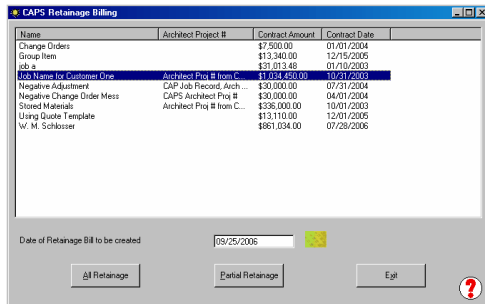 CAPS Retainage Billing
Name Architect Project # Contract Amount Contract Date
Change Orders $7,500.00 01/01/2004
Group Item $13,340.00 12/15/2005
job a $31,013.48 01/10/2003
Job Name for Customer One Architect Proj # from C... $1,034,450.00 10/31/2003
Negative Adjustment CAP Job Record, Arch ... $30,000.00 07/31/2004
Negative Change Order Mess CAPS Architect Proj # $30,000.00 04/01/2004
Stored Materials Architect Proj # from C... $336,000.00 10/01/2003
Using Quote Template $13,110.00 12/01/2005
W. M. Schlosser $861,034.00 07/28/2006
Date of Retainage Bill to be created 09/25/2006
All Retainage Partial Retainage Exit
?